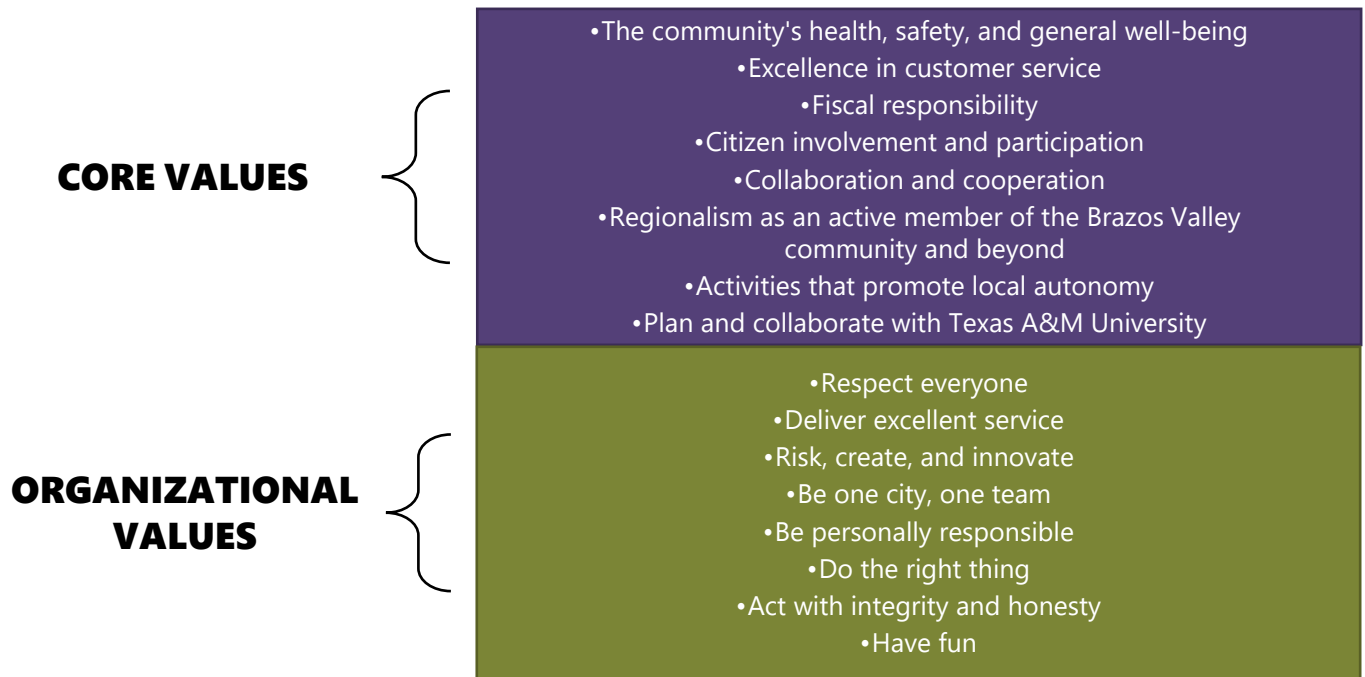 CORE VALUES
•The community's health, safety, and general well-being
•Excellence in customer service
•Fiscal responsibility
•Citizen involvement and participation
•Collaboration and cooperation
•Regionalism as an active member of the Brazos Valley
community and beyond
•Activities that promote local autonomy
•Plan and collaborate with Texas A&M University
ORGANIZATIONAL
VALUES
•Respect everyone
•Deliver excellent service
•Risk, create, and innovate
•Be one city, one team
•Be personally responsible
•Do the right thing
•Act with integrity and honesty
•Have fun